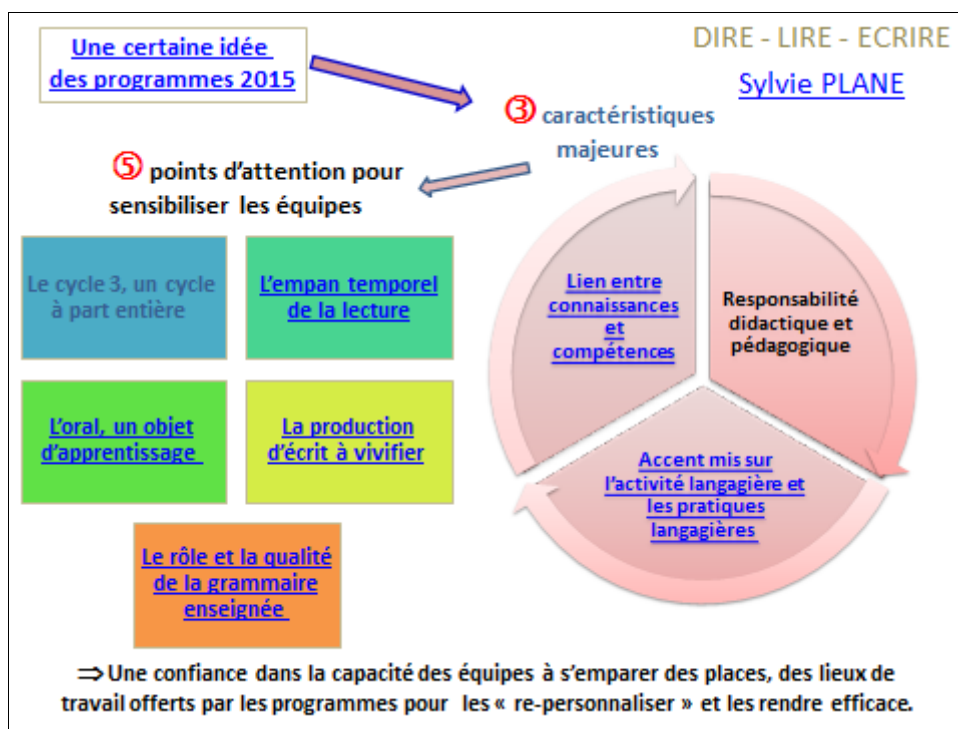 Une certaine idée
des programmes 2015
DIRE - LIRE - ECRIRE
Sylvie PLANE
③ caractéristiques
majeures
⑤ points d'attention pour
sensibiliser les équipes
Le cycle 3, un cycle
à part entière
L'empan temporel
de la lecture
L'oral, un objet
d'apprentissage
La production
d'écrit à vivifier
Le rôle et la qualité
de la grammaire
enseignée
Lien entre
connaissances
et
compétences
Responsabilité
didactique et
pédagogique
Accent mis sur
l'activité langagière et
les pratiques
langagières
⇒ Une confiance dans la capacité des équipes à s'emparer des places, des lieux de
travail offerts par les programmes pour les « re-personnaliser » et les rendre efficace.